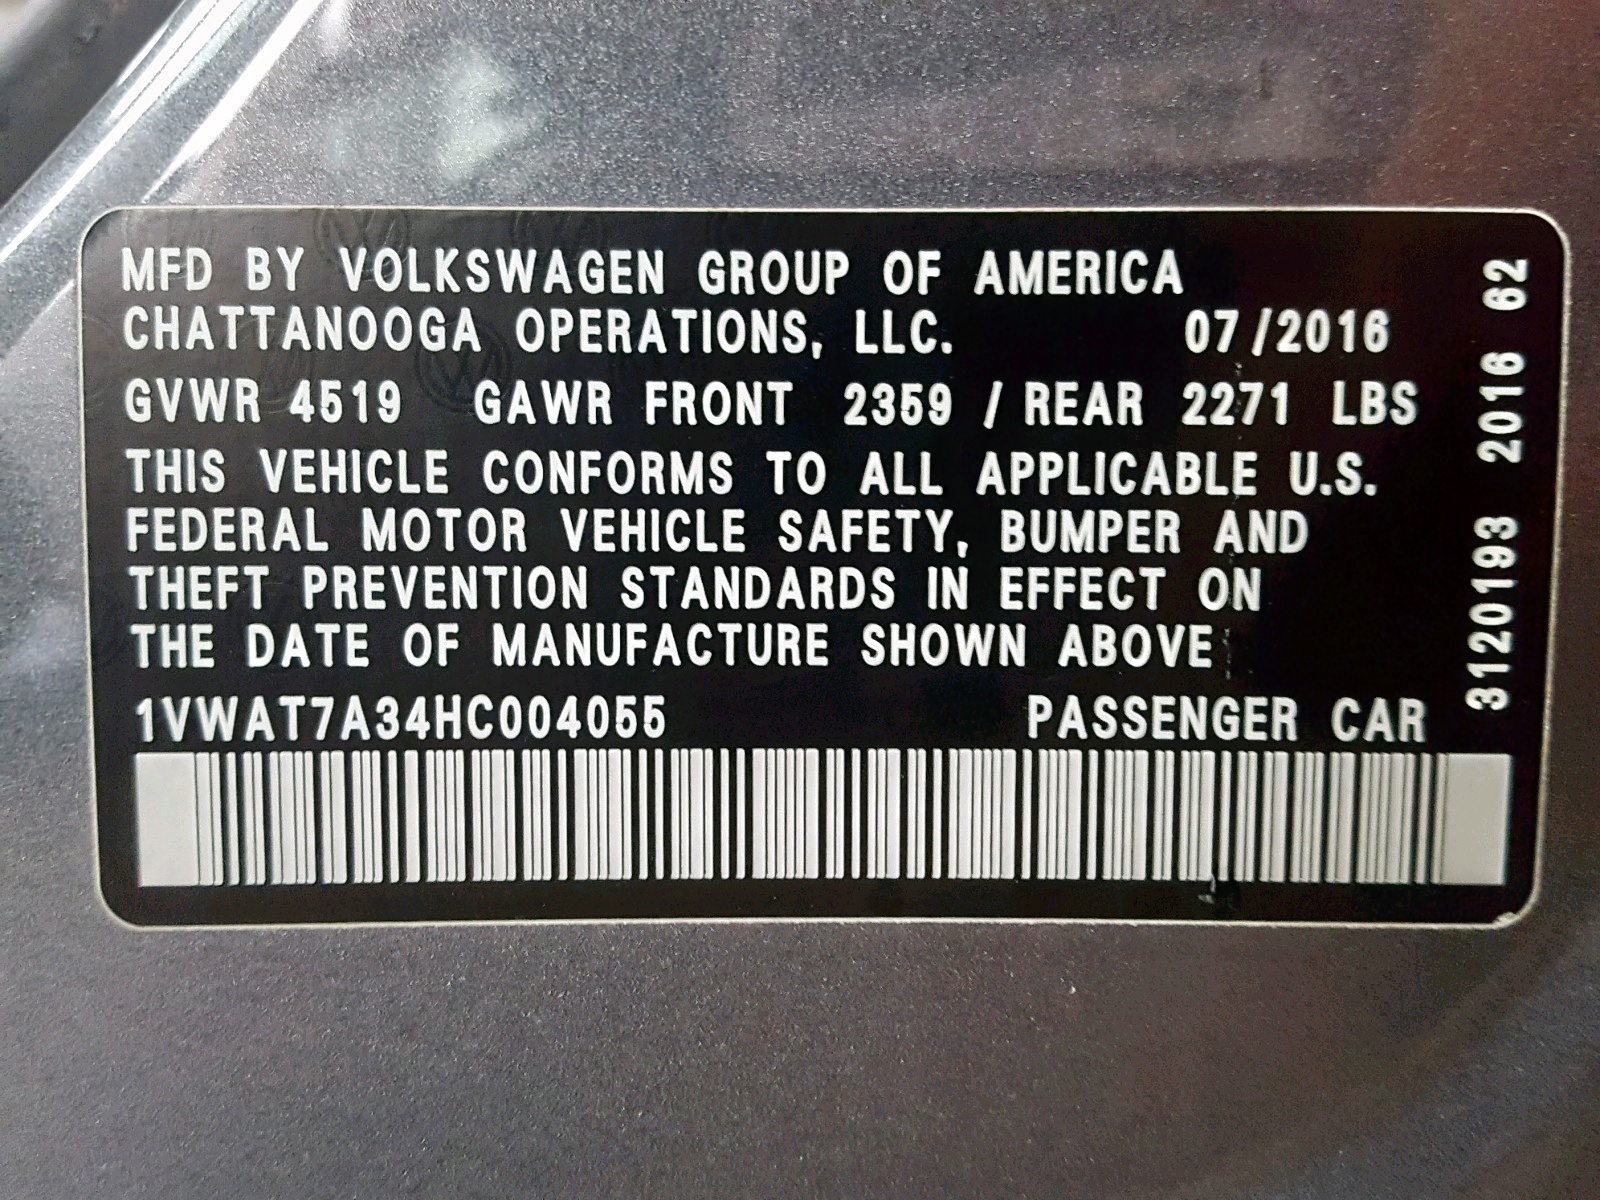 MFD BY VOLKSWAGEN GROUP OF AMERICA
CHATTANOOGA OPERATIONS, LLC. 07/2016
GVWR 4519 GAWR FRONT 2359 / REAR 2271 LBS
THIS VEHICLE CONFORMS TO ALL APPLICABLE U.S.
FEDERAL MOTOR VEHICLE SAFETY, BUMPER AND
THEFT PREVENTION STANDARDS IN EFFECT ON
THE DATE OF MANUFACTURE SHOWN ABOVE
1VWAT7A34HC004055 PASSENGER CAR
3120193 2016 62